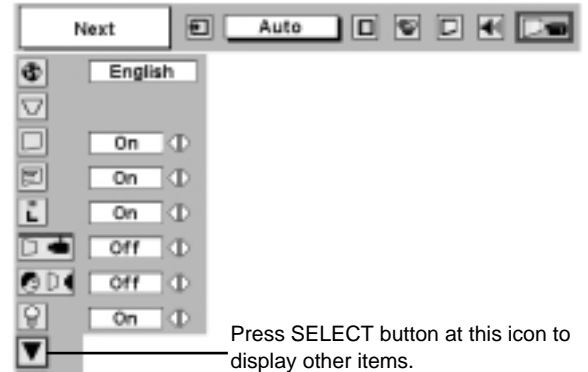 Next
Auto
English
On
On
On
Off
Off
On
Press SELECT button at this icon to
display other items.